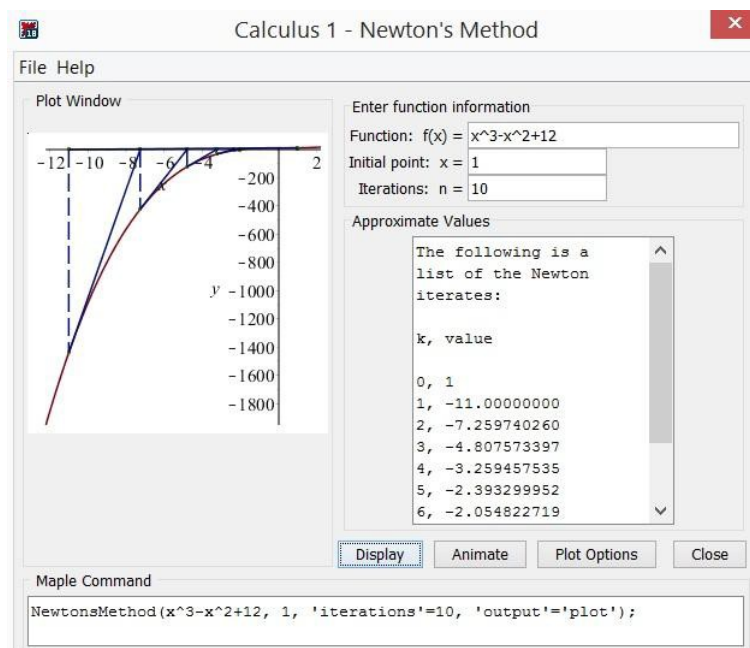 Calculus 1 - Newton's Method
File Help
Plot Window
-12 -10 -8 -6 -4 2
-200
-400
-600
-800
y -1000
-1200
-1400
-1600
-1800
x
Enter function information
Function: f(x) = x^3-x^2+12
Initial point: x = 1
Iterations: n = 10
Approximate Values
The following is a
list of the Newton
iterates:
k, value
0, 1
1, -11.00000000
2, -7.259740260
3, -4.807573397
4, -3.259457535
5, -2.393299952
6, -2.054822719
Display Animate Plot Options Close
Maple Command
NewtonsMethod(x^3-x^2+12, 1, 'iterations'=10, 'output'='plot');